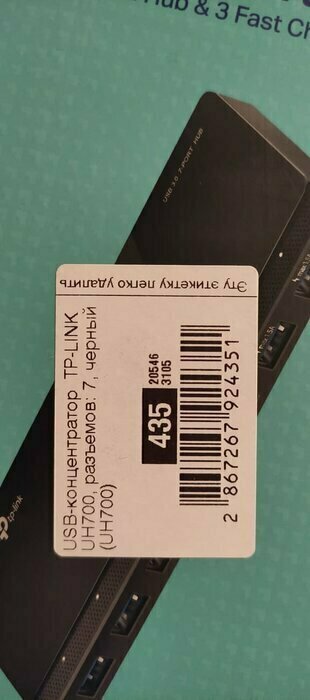 Hub & 3 Fast Ch
USB 3.0 7-PORT HUB
Эту этикетку легко удалить
USB-концентратор TP-LINK
UH700, разъемов: 7, черный
(UH700)
435
20546
3105
2 867267 924351
tp-link